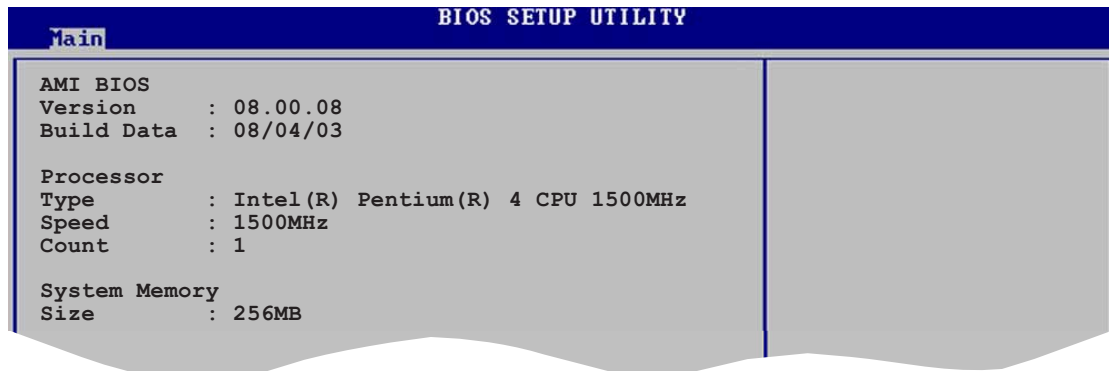 BIOS SETUP UTILITY
Main
AMI BIOS
Version : 08.00.08
Build Data : 08/04/03
Processor
Type : Intel(R) Pentium(R) 4 CPU 1500MHz
Speed : 1500MHz
Count : 1
System Memory
Size : 256MB